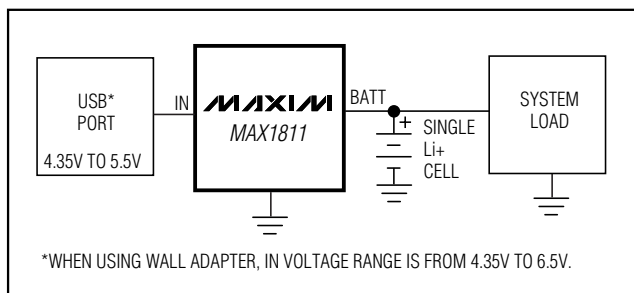 USB*
PORT
4.35V TO 5.5V
IN
MAXIM
MAX1811
BATT
+
SINGLE
Li+
CELL
SYSTEM
LOAD
*WHEN USING WALL ADAPTER, IN VOLTAGE RANGE IS FROM 4.35V TO 6.5V.